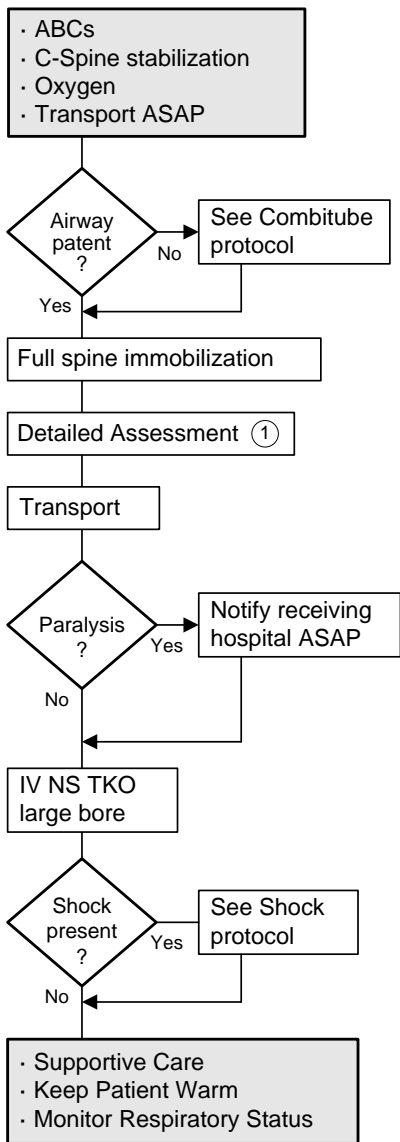 · ABCs
· C-Spine stabilization
· Oxygen
· Transport ASAP
Airway
patent
?
No
See Combitube
protocol
Yes
Full spine immobilization
Detailed Assessment 1
Transport
Paralysis
?
Yes
Notify receiving
hospital ASAP
No
IV NS TKO
large bore
Shock
present
?
Yes
See Shock
protocol
No
· Supportive Care
· Keep Patient Warm
· Monitor Respiratory Status